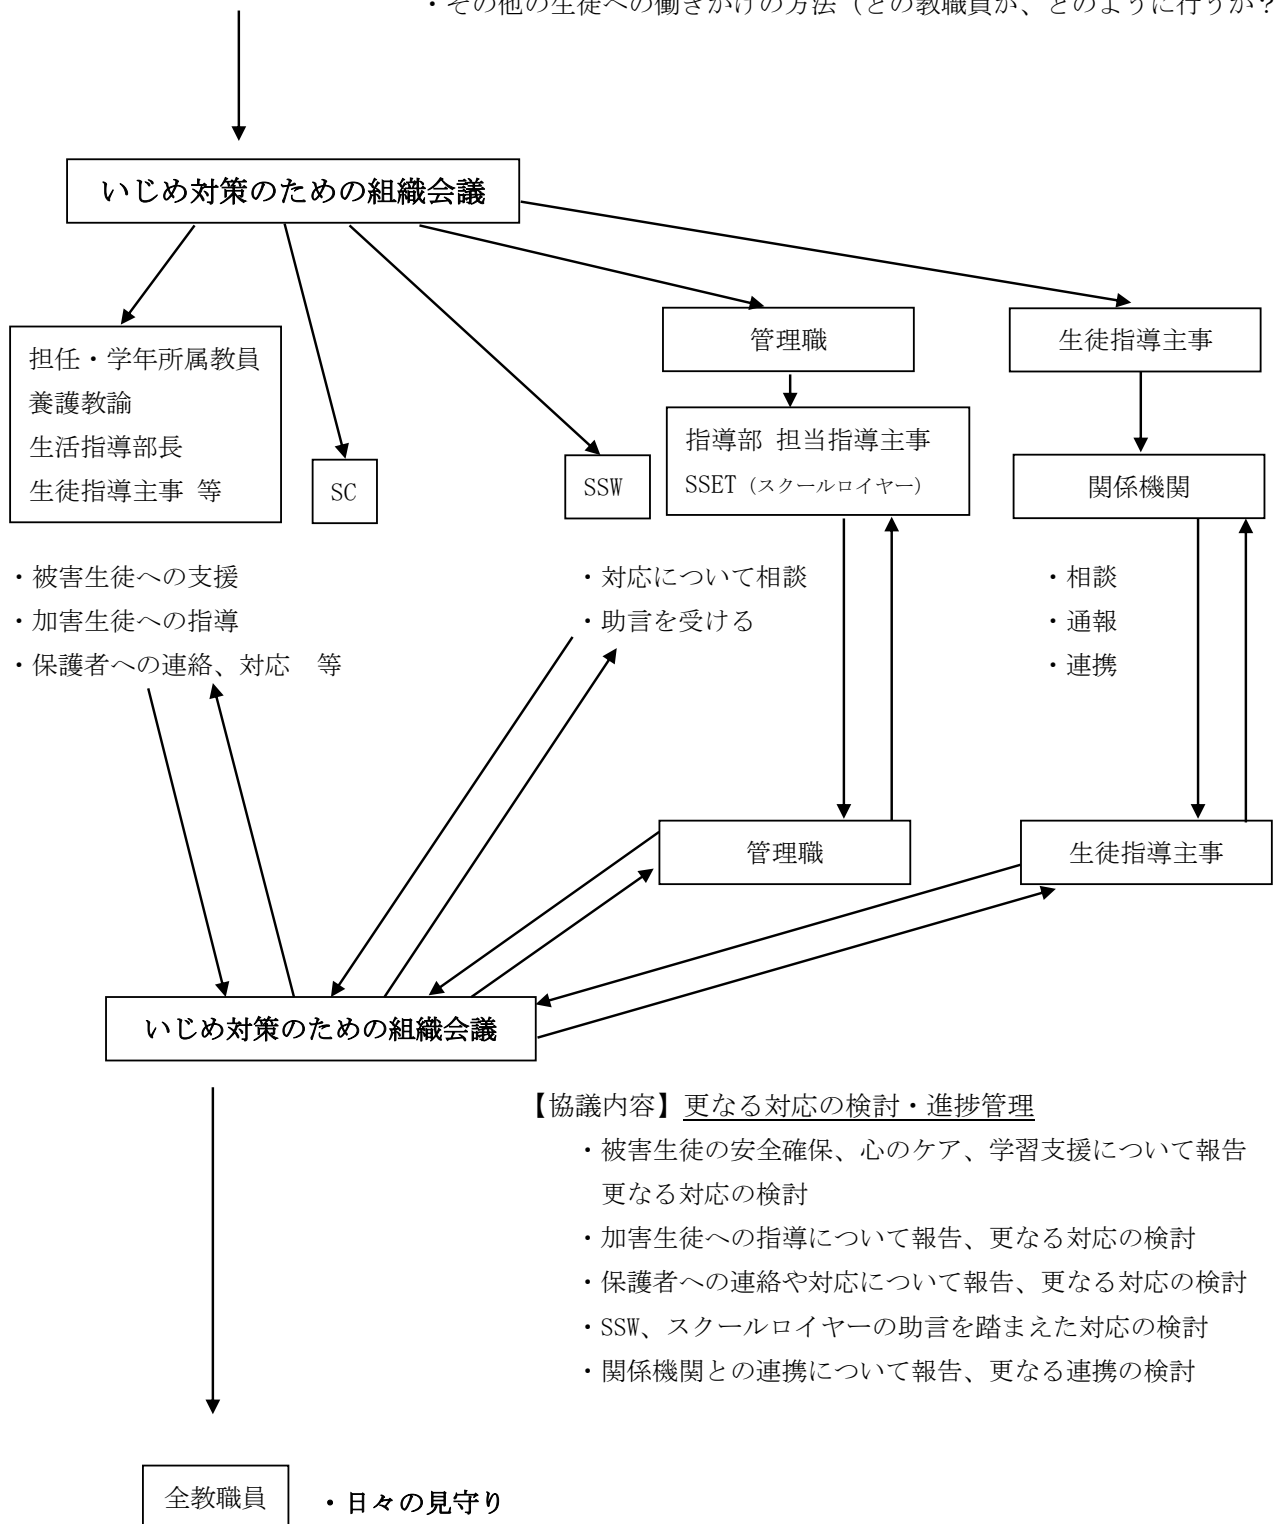 ・その他の生徒への働きかけの方法（どの教職員が、どのように行うか？
いじめ対策のための組織会議
担任・学年所属教員
養護教諭
生活指導部長
生徒指導主事 等
SC
SSW
管理職
指導部 担当指導主事
SSET（スクールロイヤー）
生徒指導主事
関係機関
・被害生徒への支援
・加害生徒への指導
・保護者への連絡、対応　等
・対応について相談
・助言を受ける
・相談
・通報
・連携
管理職
生徒指導主事
いじめ対策のための組織会議
【協議内容】更なる対応の検討・進捗管理
・被害生徒の安全確保、心のケア、学習支援について報告
更なる対応の検討
・加害生徒への指導について報告、更なる対応の検討
・保護者への連絡や対応について報告、更なる対応の検討
・SSW、スクールロイヤーの助言を踏まえた対応の検討
・関係機関との連携について報告、更なる連携の検討
全教職員
・日々の見守り